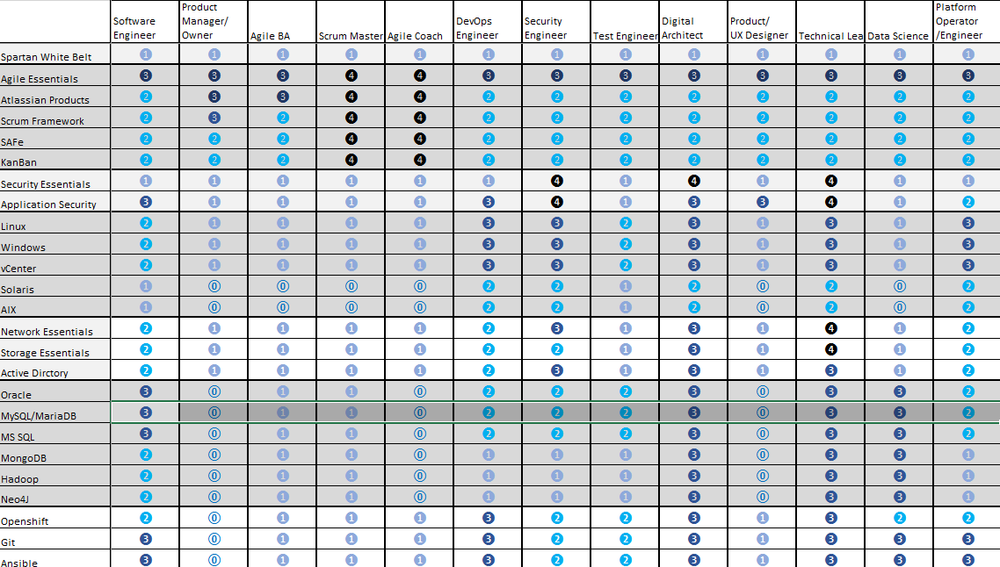 Product Platform
Software Manager/ DevOps Security Digital Product/ Operator
Engineer Owner Agile BA Scrum Master Agile Coach Engineer Engineer Test Engineer Architect UX Designer Technical Lea Data Science /Engineer
Spartan White Belt 1 1 1 1 1 1 1 1 1 1 1 1 1
Agile Essentials 3 3 3 4 4 3 3 3 3 3 3 3 3
Atlassian Products 2 3 3 4 4 2 2 2 2 2 2 2 2
Scrum Framework 2 3 2 4 4 2 2 2 2 2 2 2 2
SAFe 2 2 2 4 4 2 2 2 2 2 2 2 2
KanBan 2 2 2 4 4 2 2 2 2 2 2 2 2
Security Essentials 1 1 1 1 1 1 4 1 4 1 4 1 1
Application Security 3 1 1 1 1 3 4 1 3 3 4 1 2
Linux 2 1 1 1 1 3 3 2 3 1 3 1 3
Windows 2 1 1 1 1 3 3 2 3 1 3 1 3
vCenter 2 1 1 1 1 3 3 2 3 1 3 1 3
Solaris 1 0 0 0 0 2 2 1 2 0 2 0 2
AIX 1 0 0 0 0 2 2 1 2 0 2 0 2
Network Essentials 2 1 1 1 1 2 3 1 3 1 4 1 2
Storage Essentials 2 1 1 1 1 2 2 1 3 1 4 1 2
Active Dirctory 2 1 1 1 1 2 3 1 3 1 3 1 2
Oracle 3 0 1 1 0 2 2 2 3 0 3 3 2
MySQL/MariaDB 3 0 1 1 0 2 2 2 3 0 3 3 2
MS SQL 3 0 1 1 0 2 2 2 3 0 3 3 2
MongoDB 2 0 1 1 0 1 1 1 3 0 3 3 1
Hadoop 2 0 1 1 0 1 1 1 3 0 3 3 1
Neo4J 2 0 1 1 0 1 1 1 3 0 3 3 1
Openshift 2 0 1 1 1 3 2 2 3 1 3 2 2
Git 3 0 1 1 1 3 2 2 3 1 3 3 3
Ansible 3 0 1 1 1 3 2 2 3 1 3 3 3